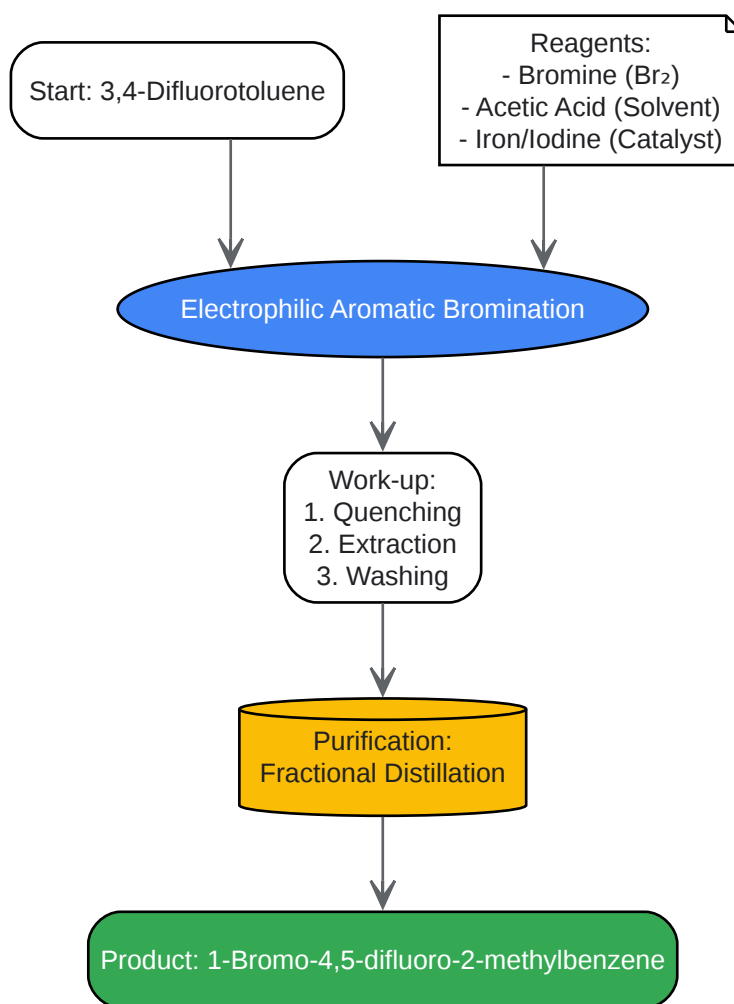 Start: 3,4-Difluorotoluene
Reagents:
- Bromine (Br₂)
- Acetic Acid (Solvent)
- Iron/Iodine (Catalyst)
Electrophilic Aromatic Bromination
Work-up:
1. Quenching
2. Extraction
3. Washing
Purification:
Fractional Distillation
Product: 1-Bromo-4,5-difluoro-2-methylbenzene